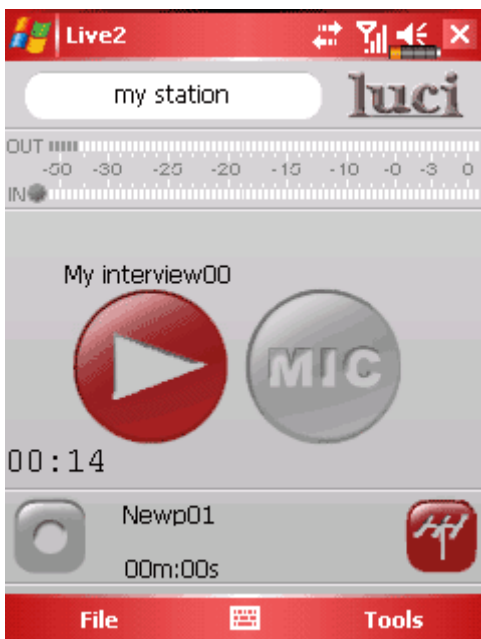 Live2
my station
luci
OUT
-50 -30 -25 -20 -15 -10 -0 -3 0
IN
My interview00
MIC
00:14
Newp01
00m:00s
File Tools